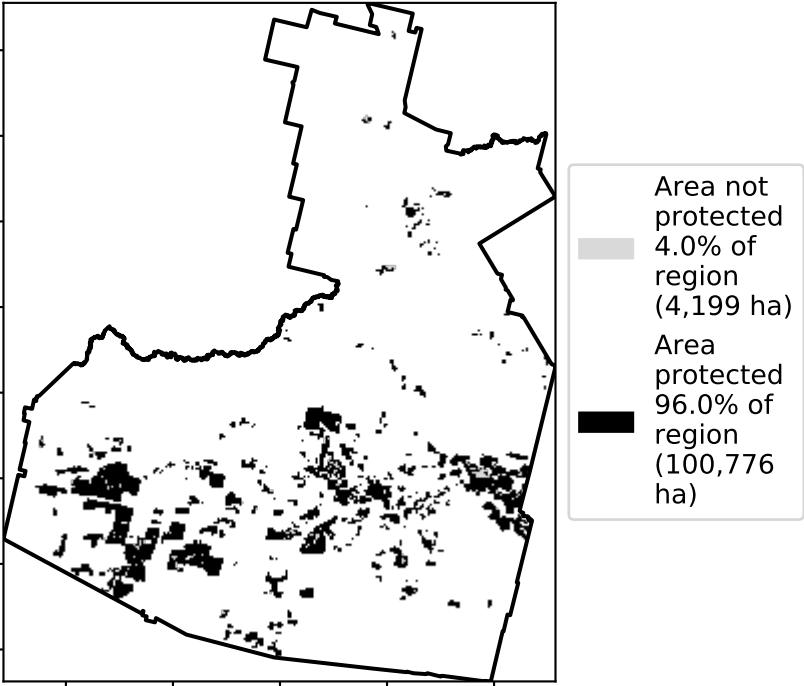 Area not
protected
4.0% of
region
(4,199 ha)
Area
protected
96.0% of
region
(100,776
ha)